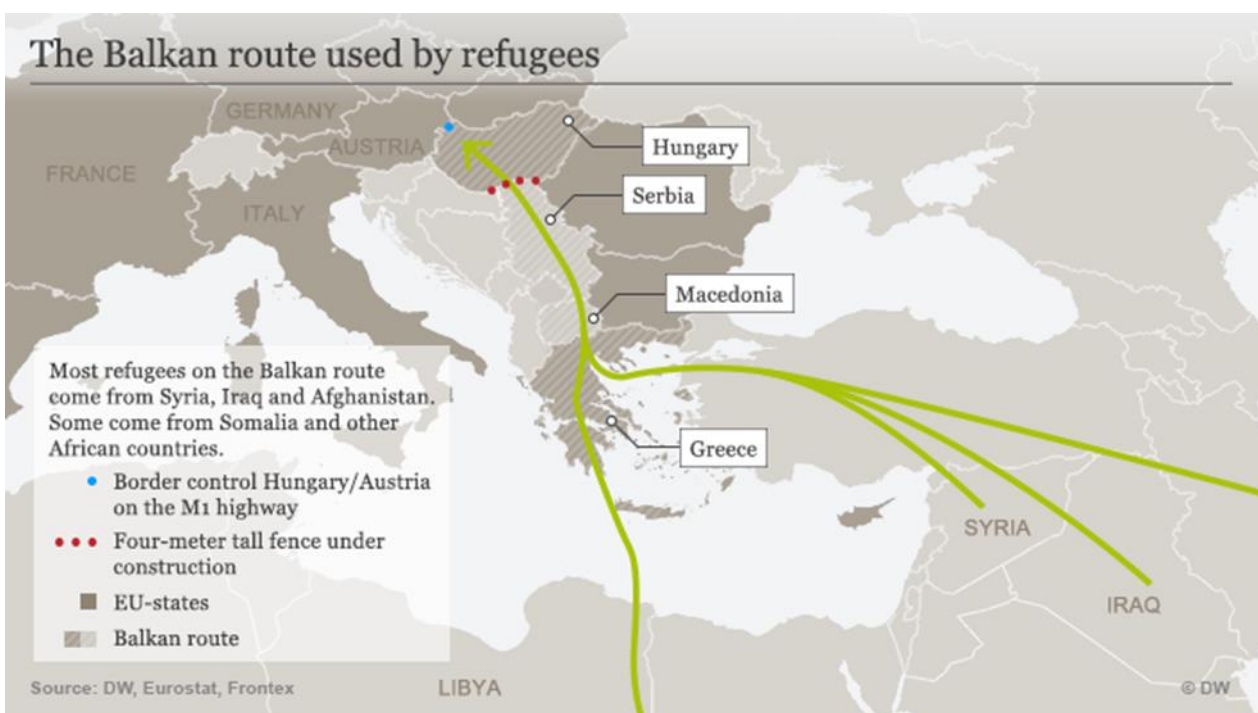 The Balkan route used by refugees
GERMANY
AUSTRIA
FRANCE
ITALY
Hungary
Serbia
Macedonia
Greece
SYRIA
IRAQ
LIBYA
Most refugees on the Balkan route
come from Syria, Iraq and Afghanistan.
Some come from Somalia and other
African countries.
Border control Hungary/Austria
on the M1 highway
Four-meter tall fence under
construction
EU-states
Balkan route
Source: DW, Eurostat, Frontex
© DW